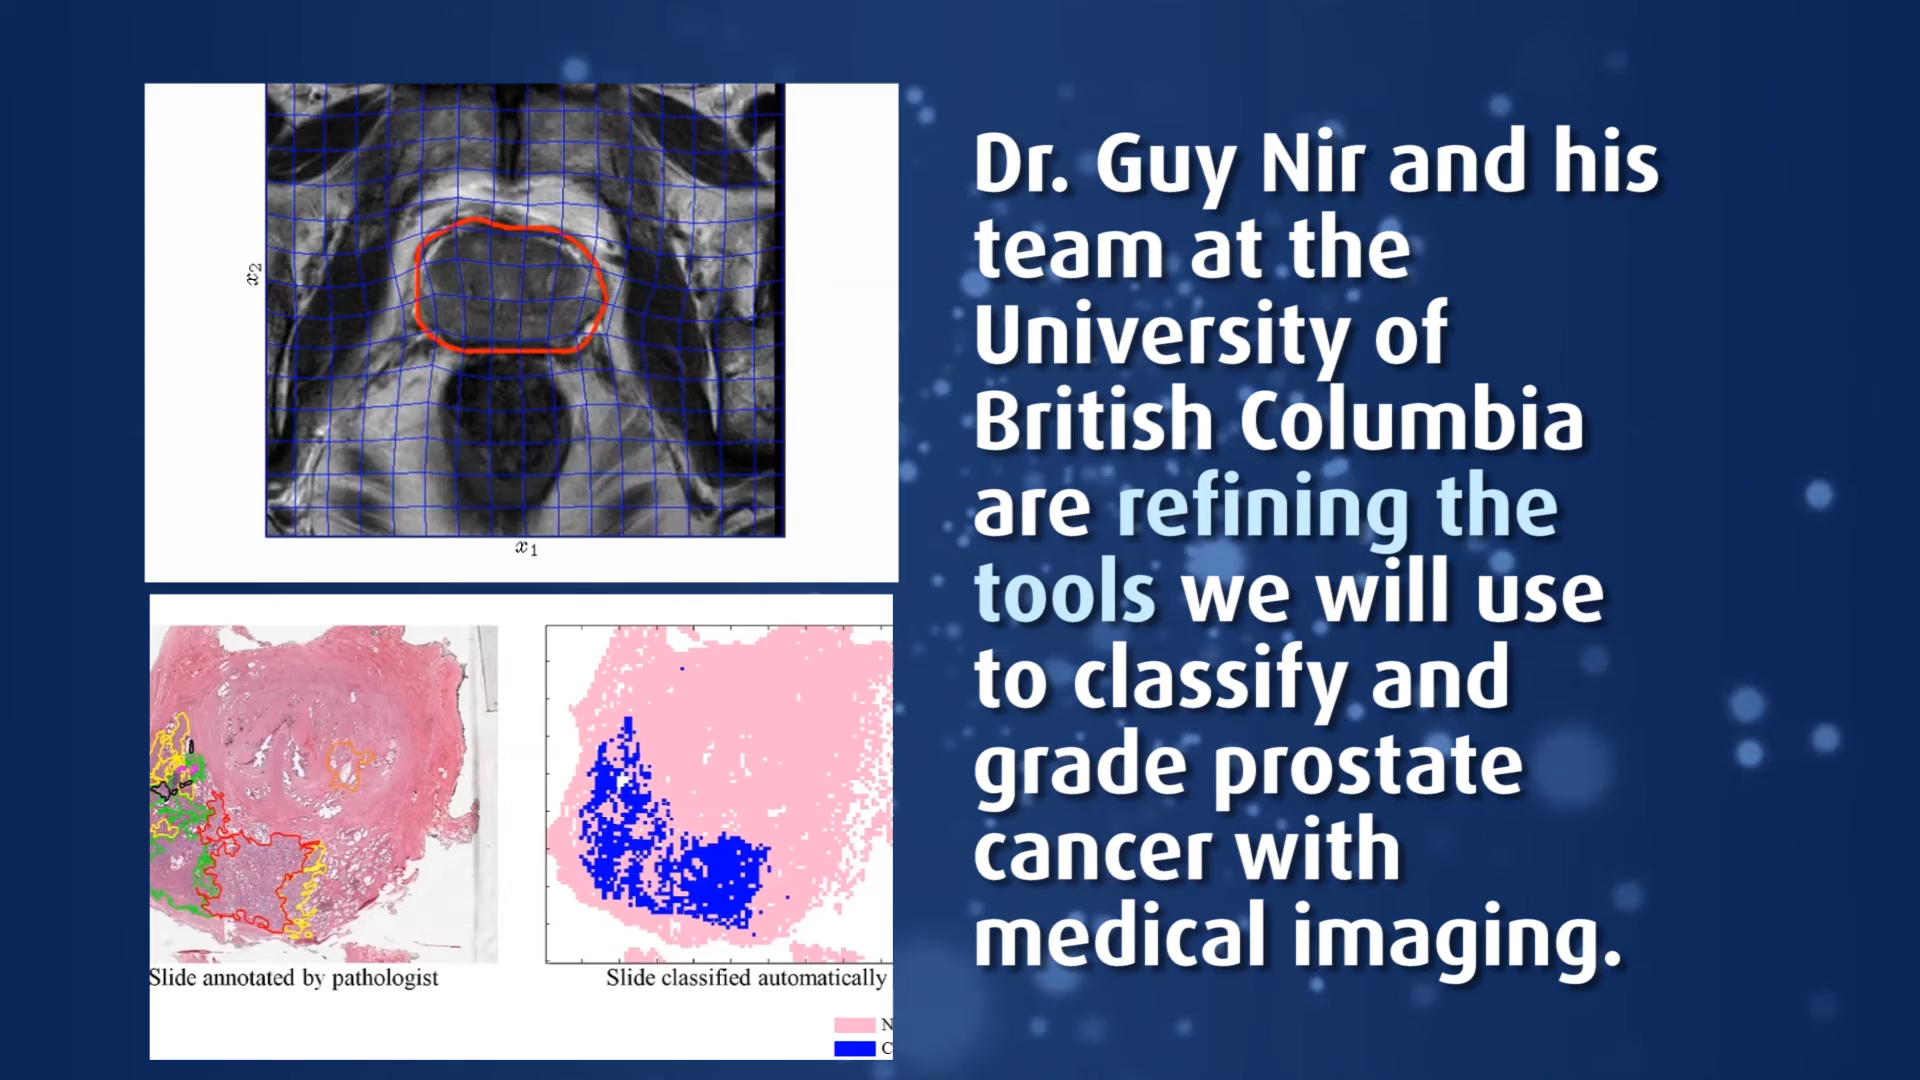 x2
x1
Slide annotated by pathologist
Slide classified automatically
N
C
Dr. Guy Nir and his
team at the
University of
British Columbia
are refining the
tools we will use
to classify and
grade prostate
cancer with
medical imaging.